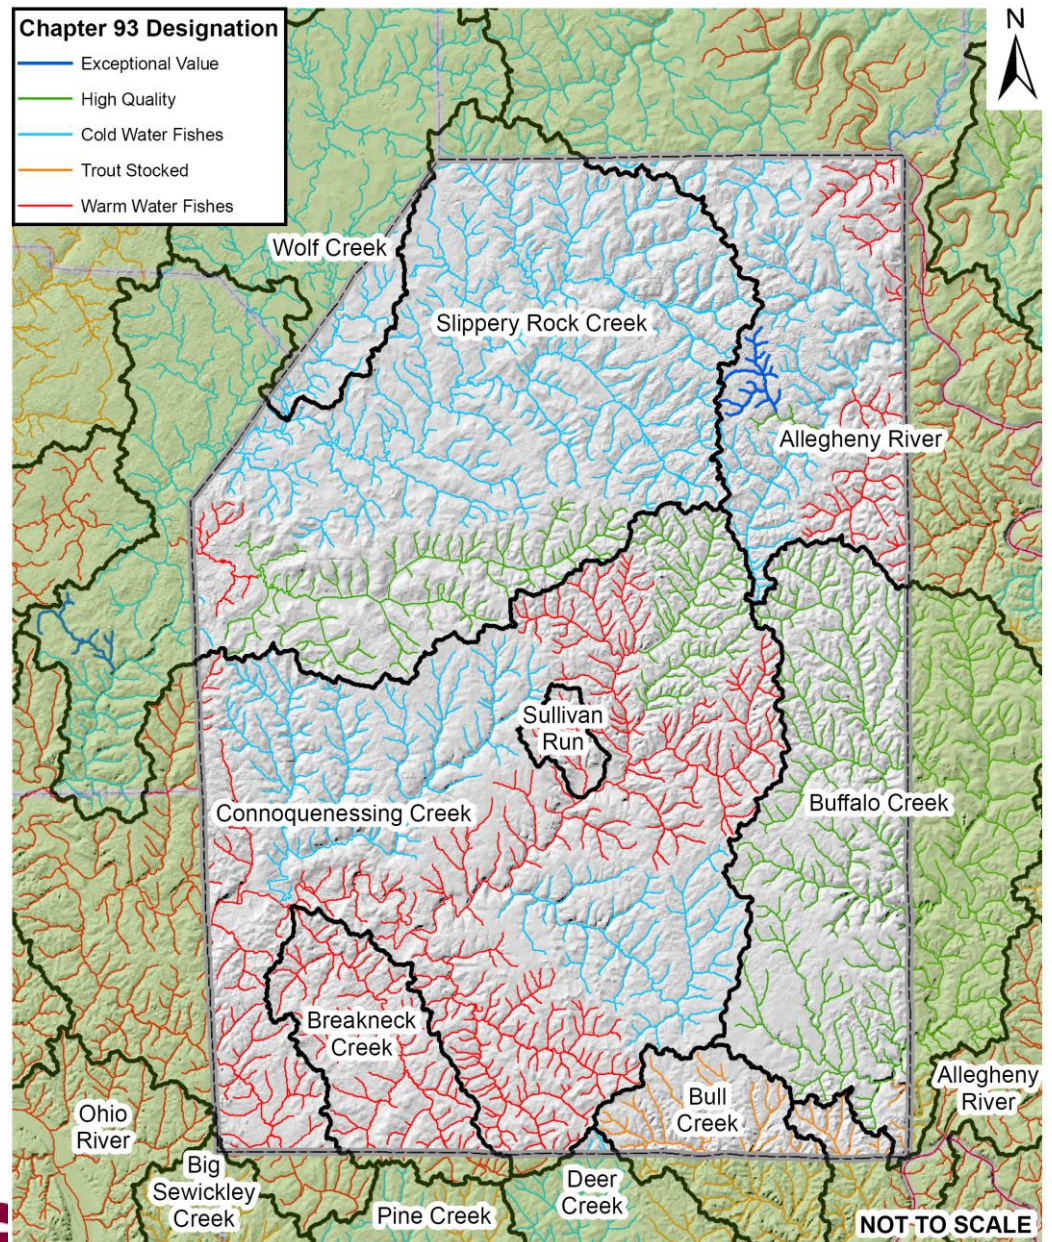 Chapter 93 Designation
Exceptional Value
High Quality
Cold Water Fishes
Trout Stocked
Warm Water Fishes
N
Wolf Creek
Slippery Rock Creek
Allegheny River
Sullivan
Run
Connoquenessing Creek
Buffalo Creek
Breakneck
Creek
Bull
Creek
Allegheny
River
Ohio
River
Big
Sewickley
Creek
Pine Creek
Deer
Creek
NOT TO SCALE